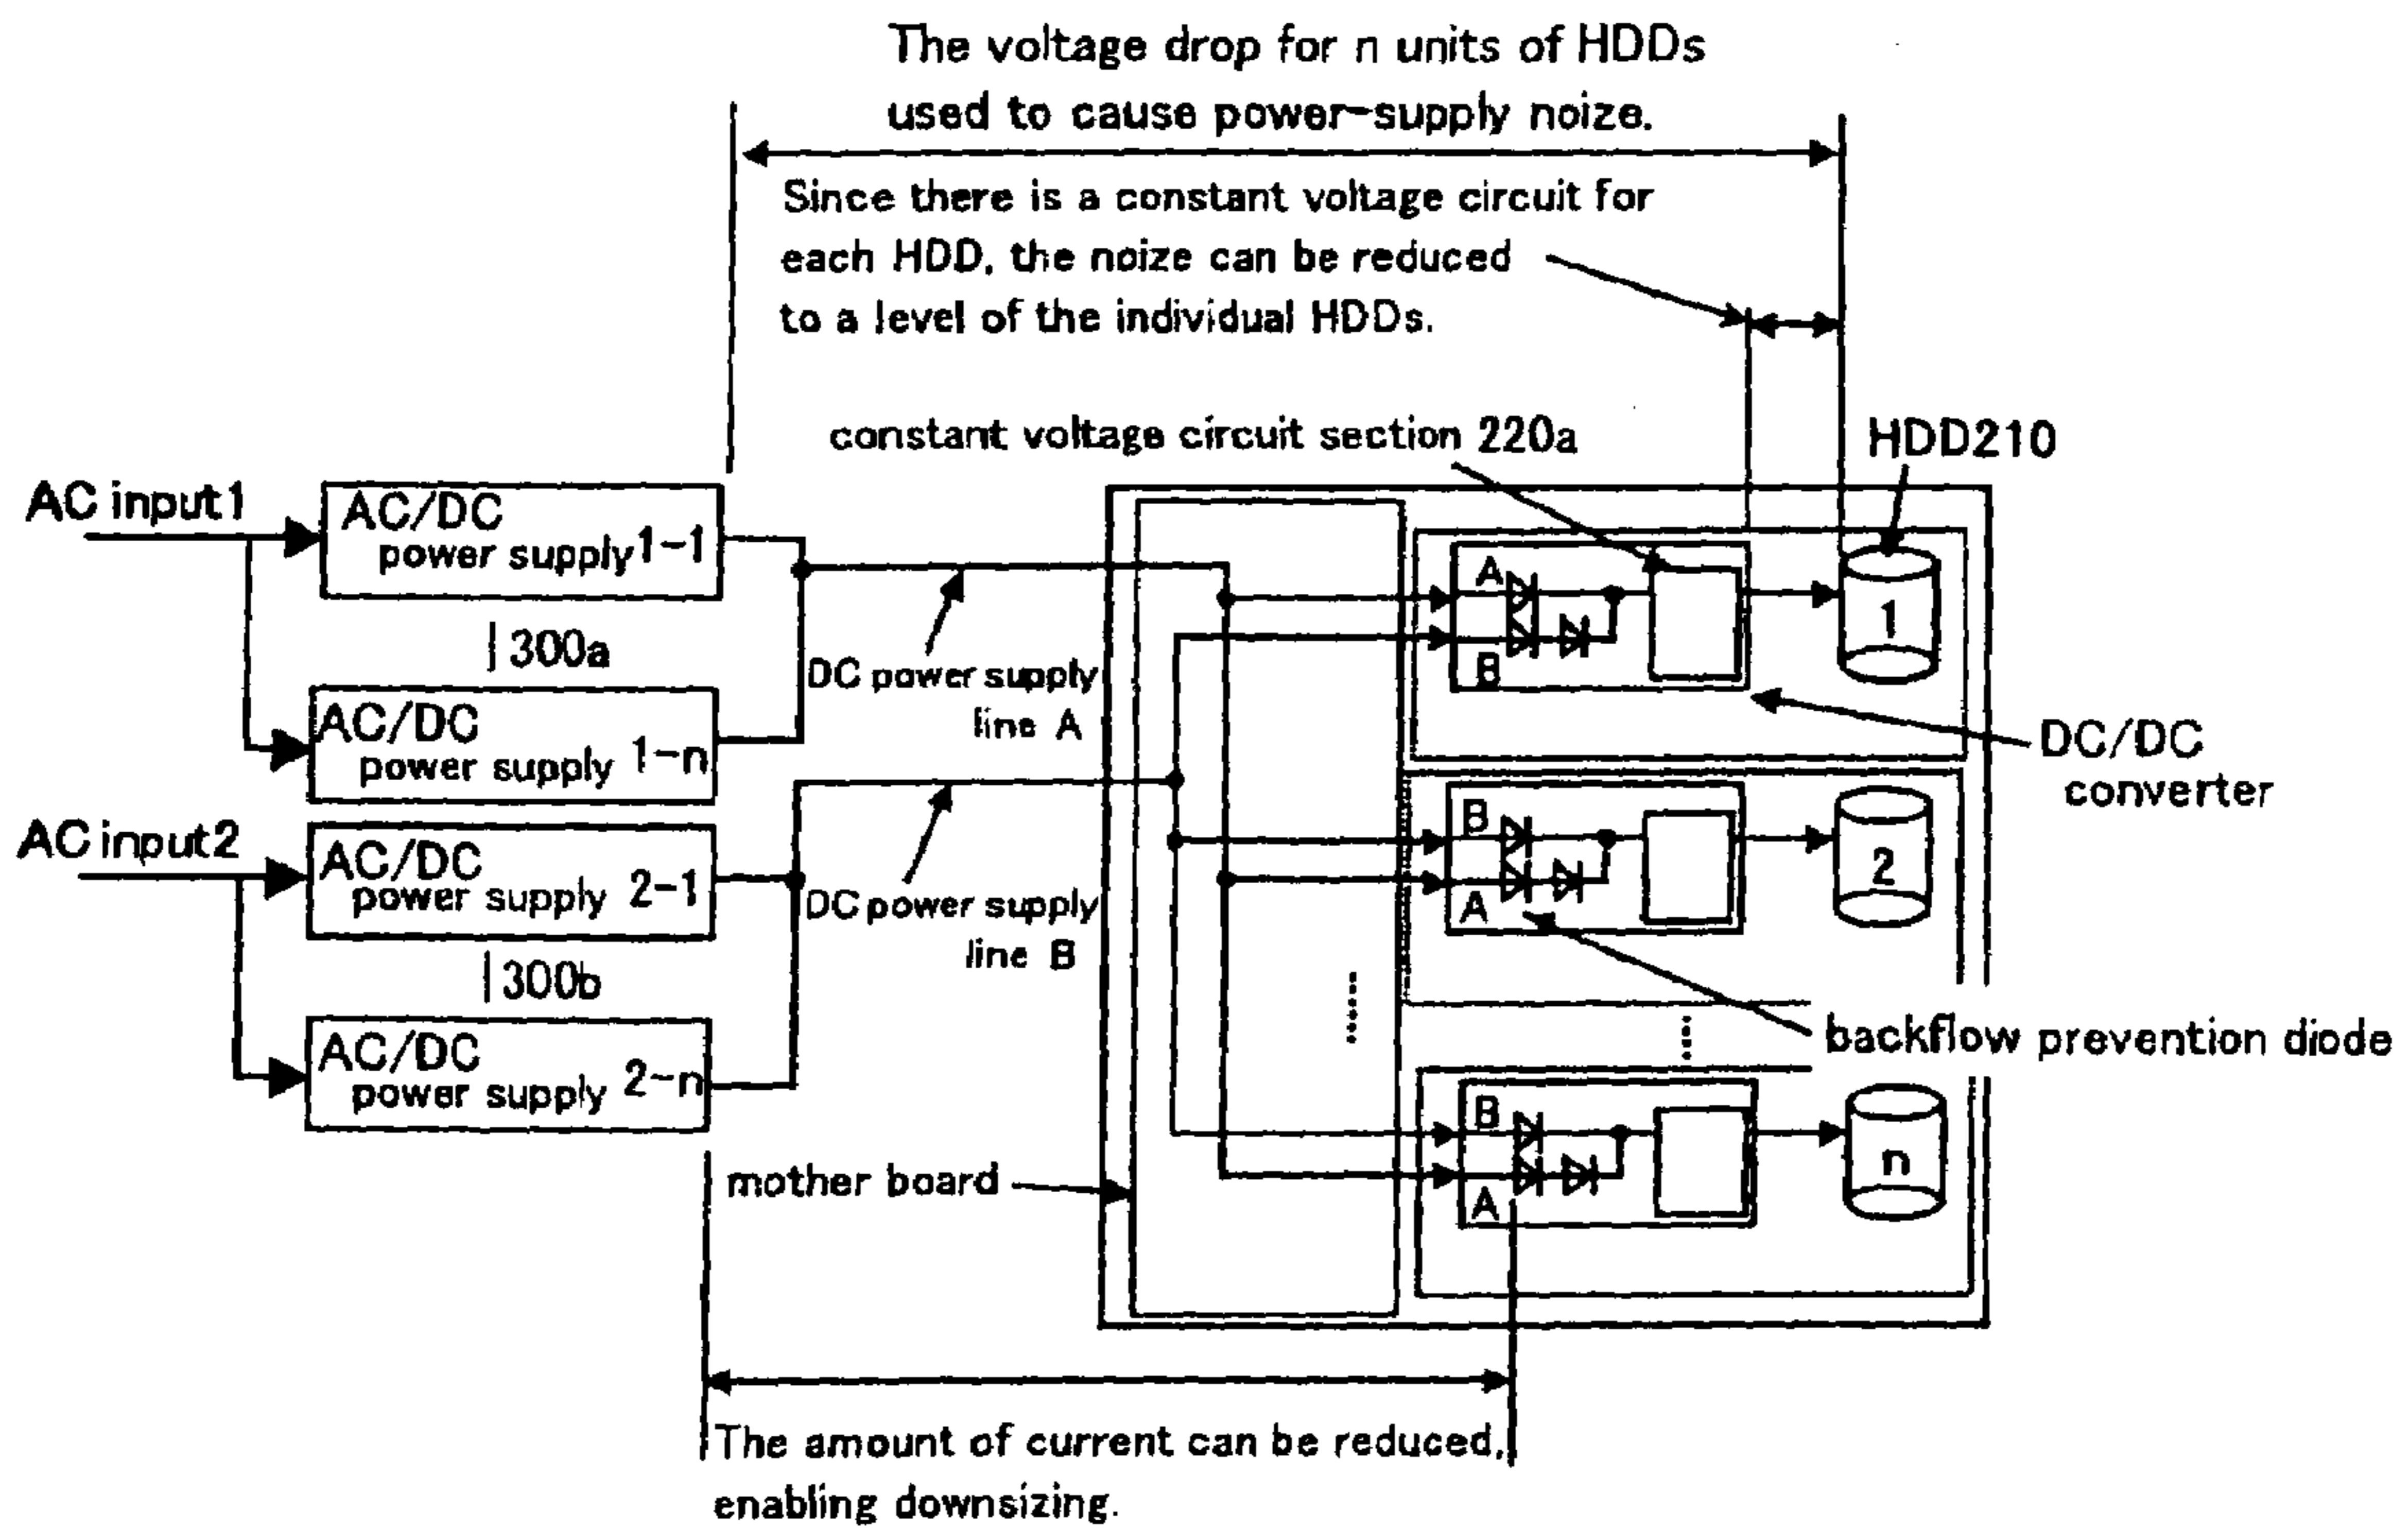 The voltage drop for n units of HDDs
used to cause power-supply noize.
Since there is a constant voltage circuit for
each HDD, the noize can be reduced
to a level of the individual HDDs.
constant voltage circuit section 220a
HDD210
AC input1
AC/DC
power supply 1-1
300a
AC/DC
power supply 1-n
DC power supply
line A
A
B
1
DC/DC
converter
AC input2
AC/DC
power supply 2-1
300b
AC/DC
power supply 2-n
DC power supply
line B
B
A
2
backflow prevention diode
mother board
B
A
n
The amount of current can be reduced,
enabling downsizing.